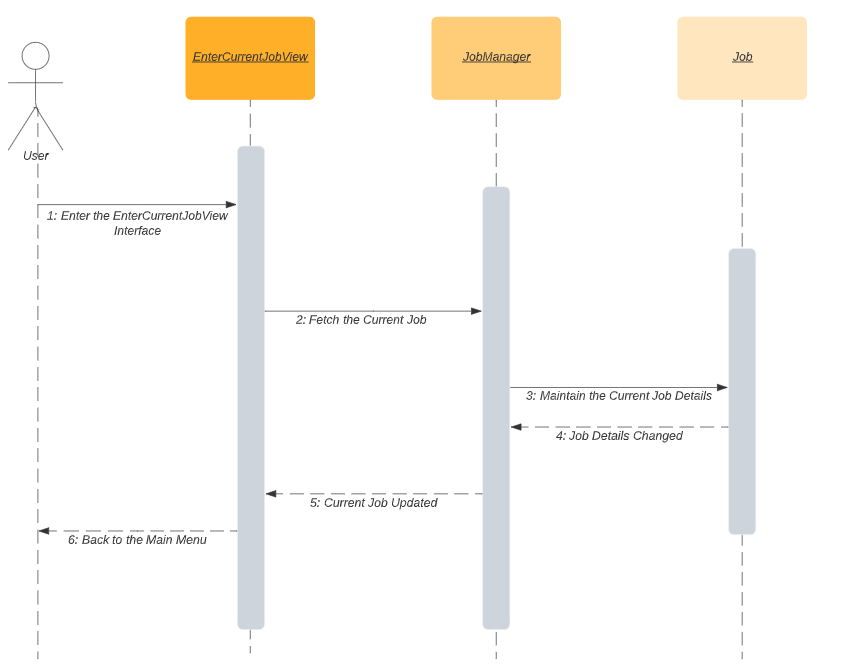 EnterCurrentJobView
JobManager
Job
User
1: Enter the EnterCurrentJobView
Interface
2: Fetch the Current Job
3: Maintain the Current Job Details
4: Job Details Changed
5: Current Job Updated
6: Back to the Main Menu